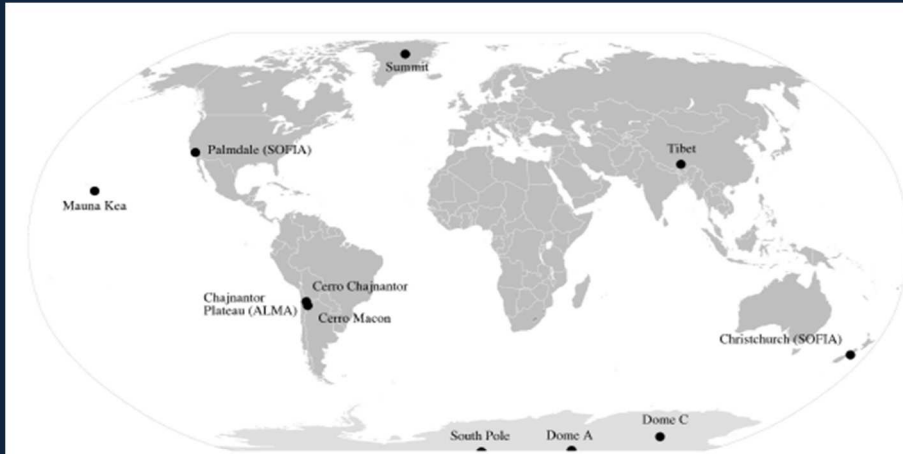 Summit
Palmdale (SOFIA)
Tibet
Mauna Kea
Cerro Chajnantor
Chajnantor
Plateau (ALMA)
Cerro Macon
Christchurch (SOFIA)
Dome C
South Pole
Dome A